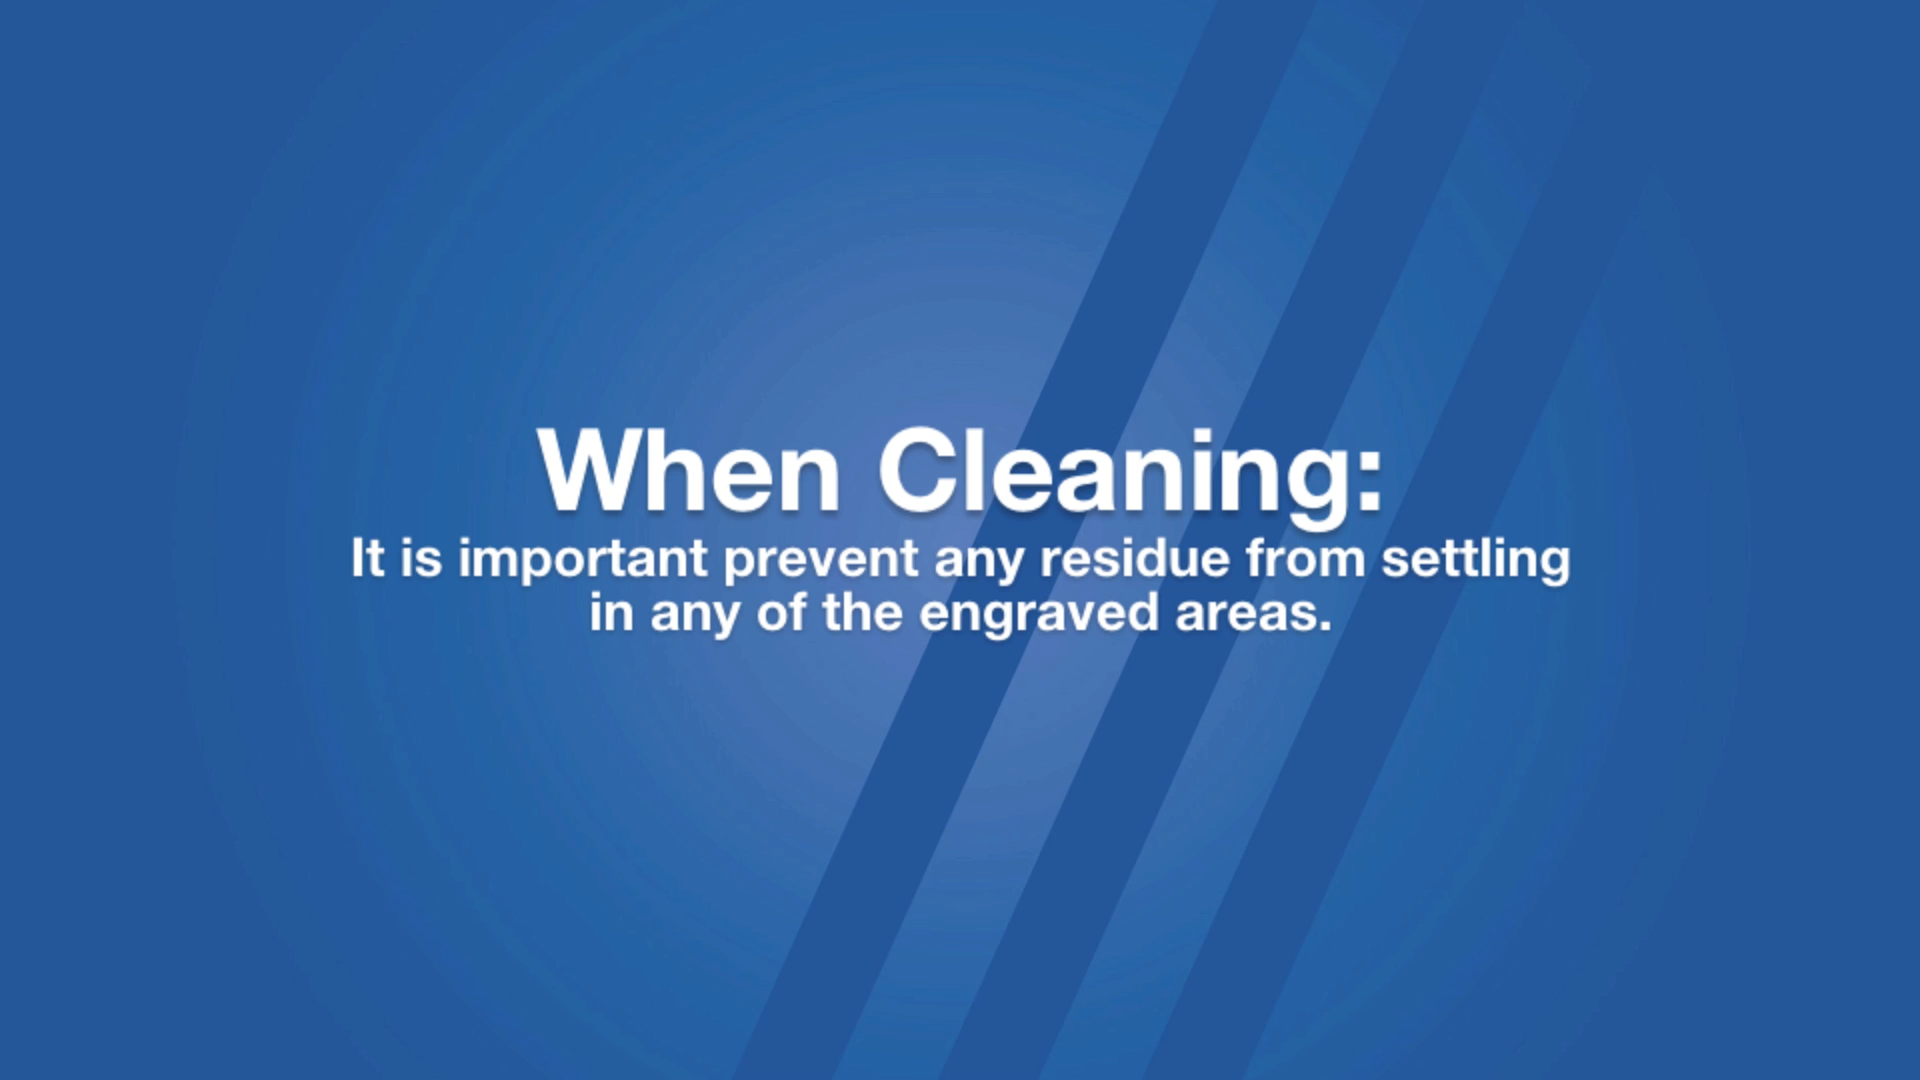 When Cleaning:
It is important prevent any residue from settling
in any of the engraved areas.